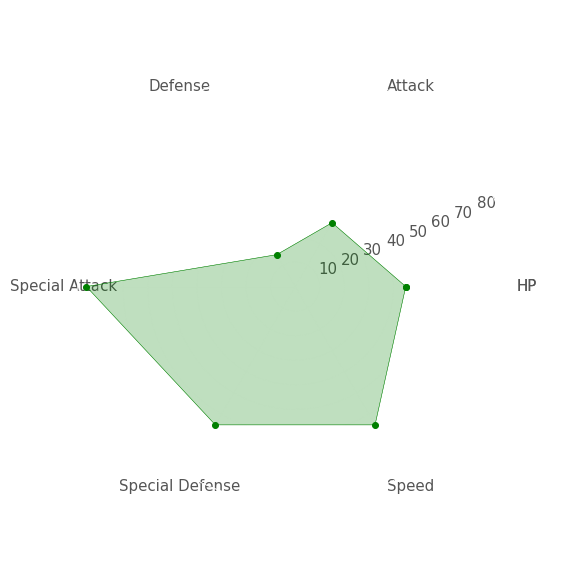 Defense
Attack
80
70
60
50
40
30
20
10
Special Attack
HP
Special Defense
Speed